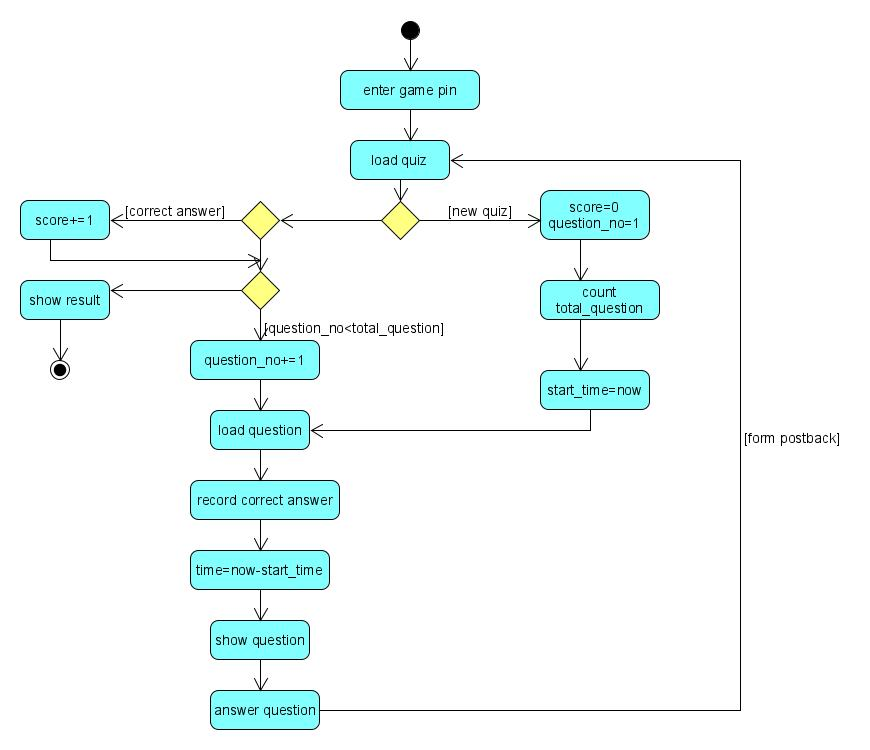 enter game pin
load quiz
[correct answer]
[new quiz]
score+=1
score=0
question_no=1
show result
count
total_question
[question_no<total_question]
question_no+=1
start_time=now
load question
[form postback]
record correct answer
time=now-start_time
show question
answer question